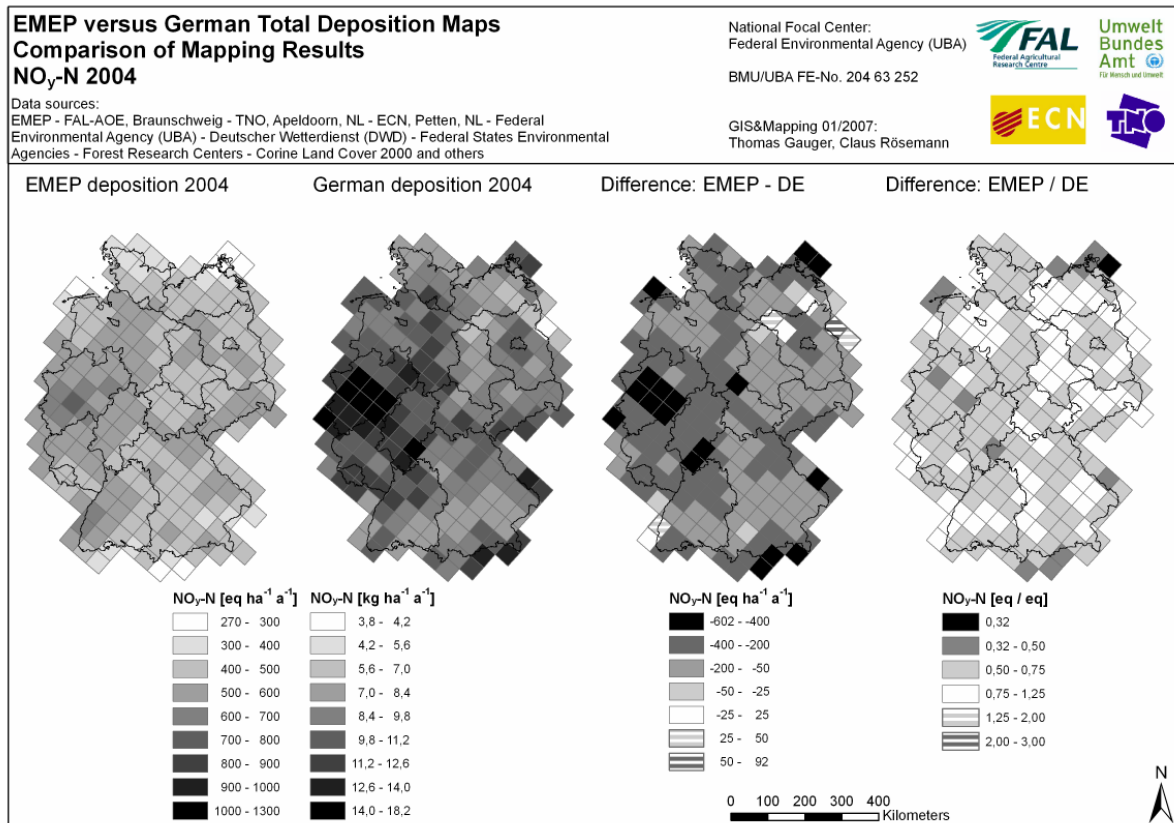 EMEP versus German Total Deposition Maps
Comparison of Mapping Results
NOy-N 2004
Data sources:
EMEP - FAL-AOE, Braunschweig - TNO, Apeldoorn, NL - ECN, Petten, NL - Federal
Environmental Agency (UBA) - Deutscher Wetterdienst (DWD) - Federal States Environmental
Agencies - Forest Research Centers - Corine Land Cover 2000 and others
National Focal Center:
Federal Environmental Agency (UBA)
BMU/UBA FE-No. 204 63 252
GIS&Mapping 01/2007:
Thomas Gauger, Claus Rösemann
FAL
Federal Agricultural
Research Centre
Umwelt
Bundes
Amt
Für Mensch und Umwelt
ECN
TNO
EMEP deposition 2004
German deposition 2004
Difference: EMEP - DE
Difference: EMEP / DE
NOy-N [eq ha⁻¹ a⁻¹]
270 - 300
300 - 400
400 - 500
500 - 600
600 - 700
700 - 800
800 - 900
900 - 1000
1000 - 1300
NOy-N [kg ha⁻¹ a⁻¹]
3,8 - 4,2
4,2 - 5,6
5,6 - 7,0
7,0 - 8,4
8,4 - 9,8
9,8 - 11,2
11,2 - 12,6
12,6 - 14,0
14,0 - 18,2
NOy-N [eq ha⁻¹ a⁻¹]
-602 - -400
-400 - -200
-200 - -50
-50 - -25
-25 - 25
25 - 50
50 - 92
NOy-N [eq / eq]
0,32
0,32 - 0,50
0,50 - 0,75
0,75 - 1,25
1,25 - 2,00
2,00 - 3,00
0 100 200 300 400
Kilometers
N